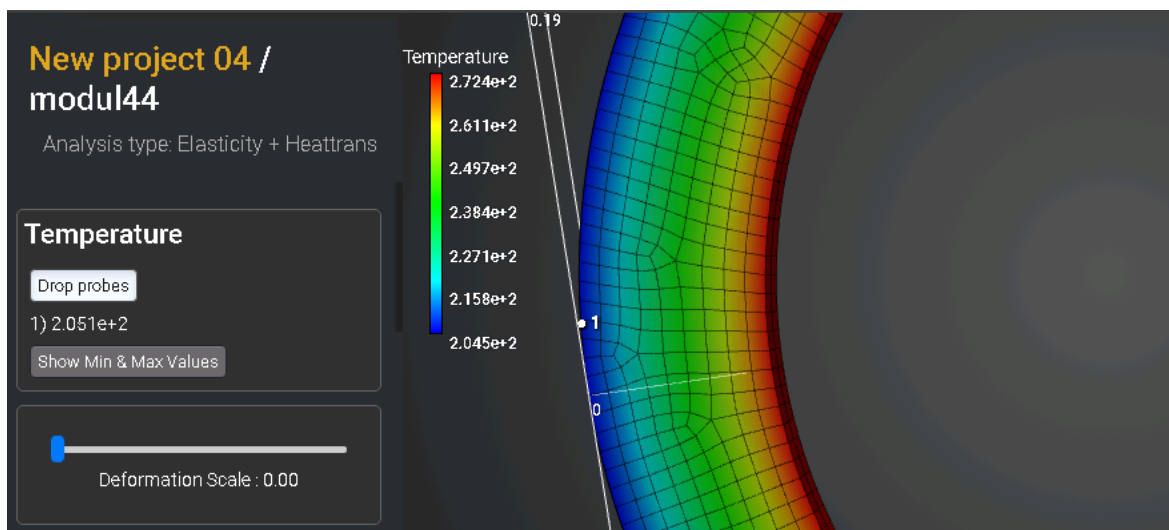 New project 04 /
modul44
Analysis type: Elasticity + Heattrans
Temperature
Drop probes
1) 2.051e+2
Show Min & Max Values
Deformation Scale : 0.00
Temperature
2.724e+2
2.611e+2
2.497e+2
2.384e+2
2.271e+2
2.158e+2
2.045e+2
0.19
1
0